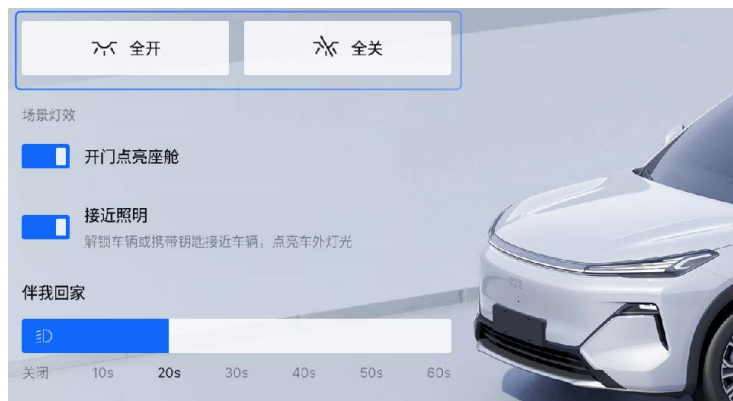 全开
全关
场景灯效
开门点亮座舱
接近照明
解锁车辆或携带钥匙接近车辆，点亮车外灯光
伴我回家
关闭 10s 20s 30s 40s 50s 60s